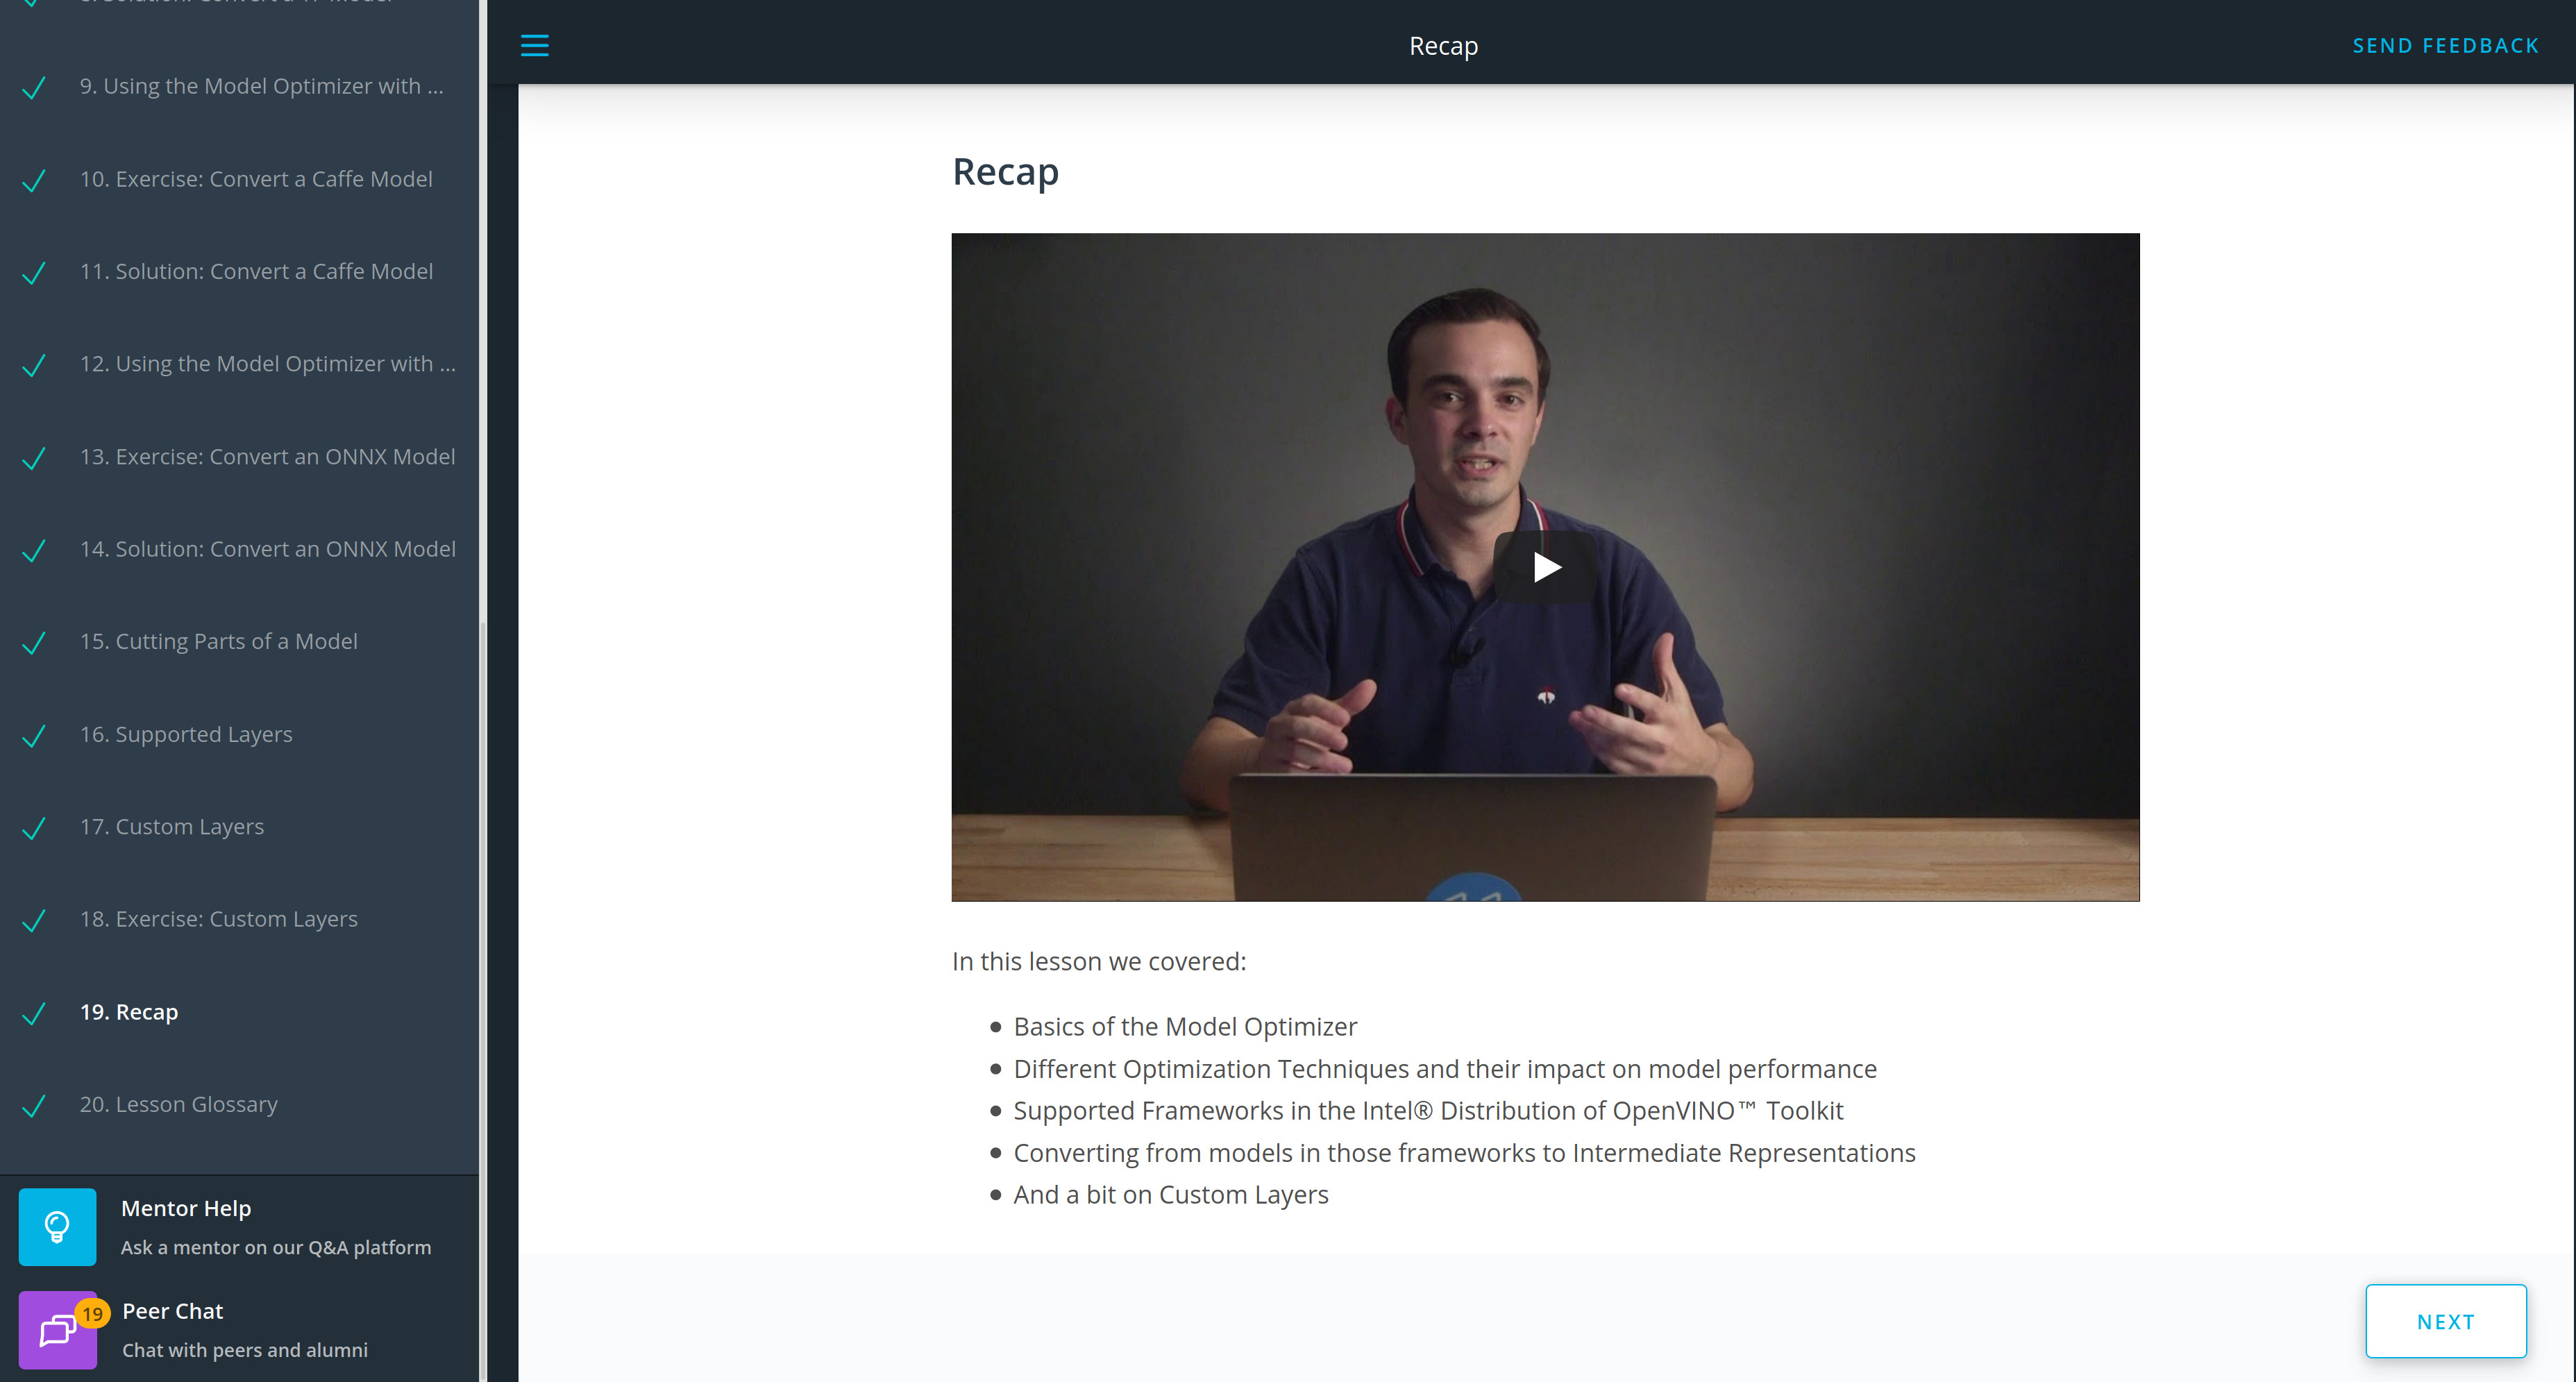 8. Solution: Convert a TF Model
9. Using the Model Optimizer with ...
10. Exercise: Convert a Caffe Model
11. Solution: Convert a Caffe Model
12. Using the Model Optimizer with ...
13. Exercise: Convert an ONNX Model
14. Solution: Convert an ONNX Model
15. Cutting Parts of a Model
16. Supported Layers
17. Custom Layers
18. Exercise: Custom Layers
19. Recap
20. Lesson Glossary
Mentor Help
Ask a mentor on our Q&A platform
19
Peer Chat
Chat with peers and alumni
Recap
SEND FEEDBACK
Recap
In this lesson we covered:
• Basics of the Model Optimizer
• Different Optimization Techniques and their impact on model performance
• Supported Frameworks in the Intel® Distribution of OpenVINO™ Toolkit
• Converting from models in those frameworks to Intermediate Representations
• And a bit on Custom Layers
NEXT